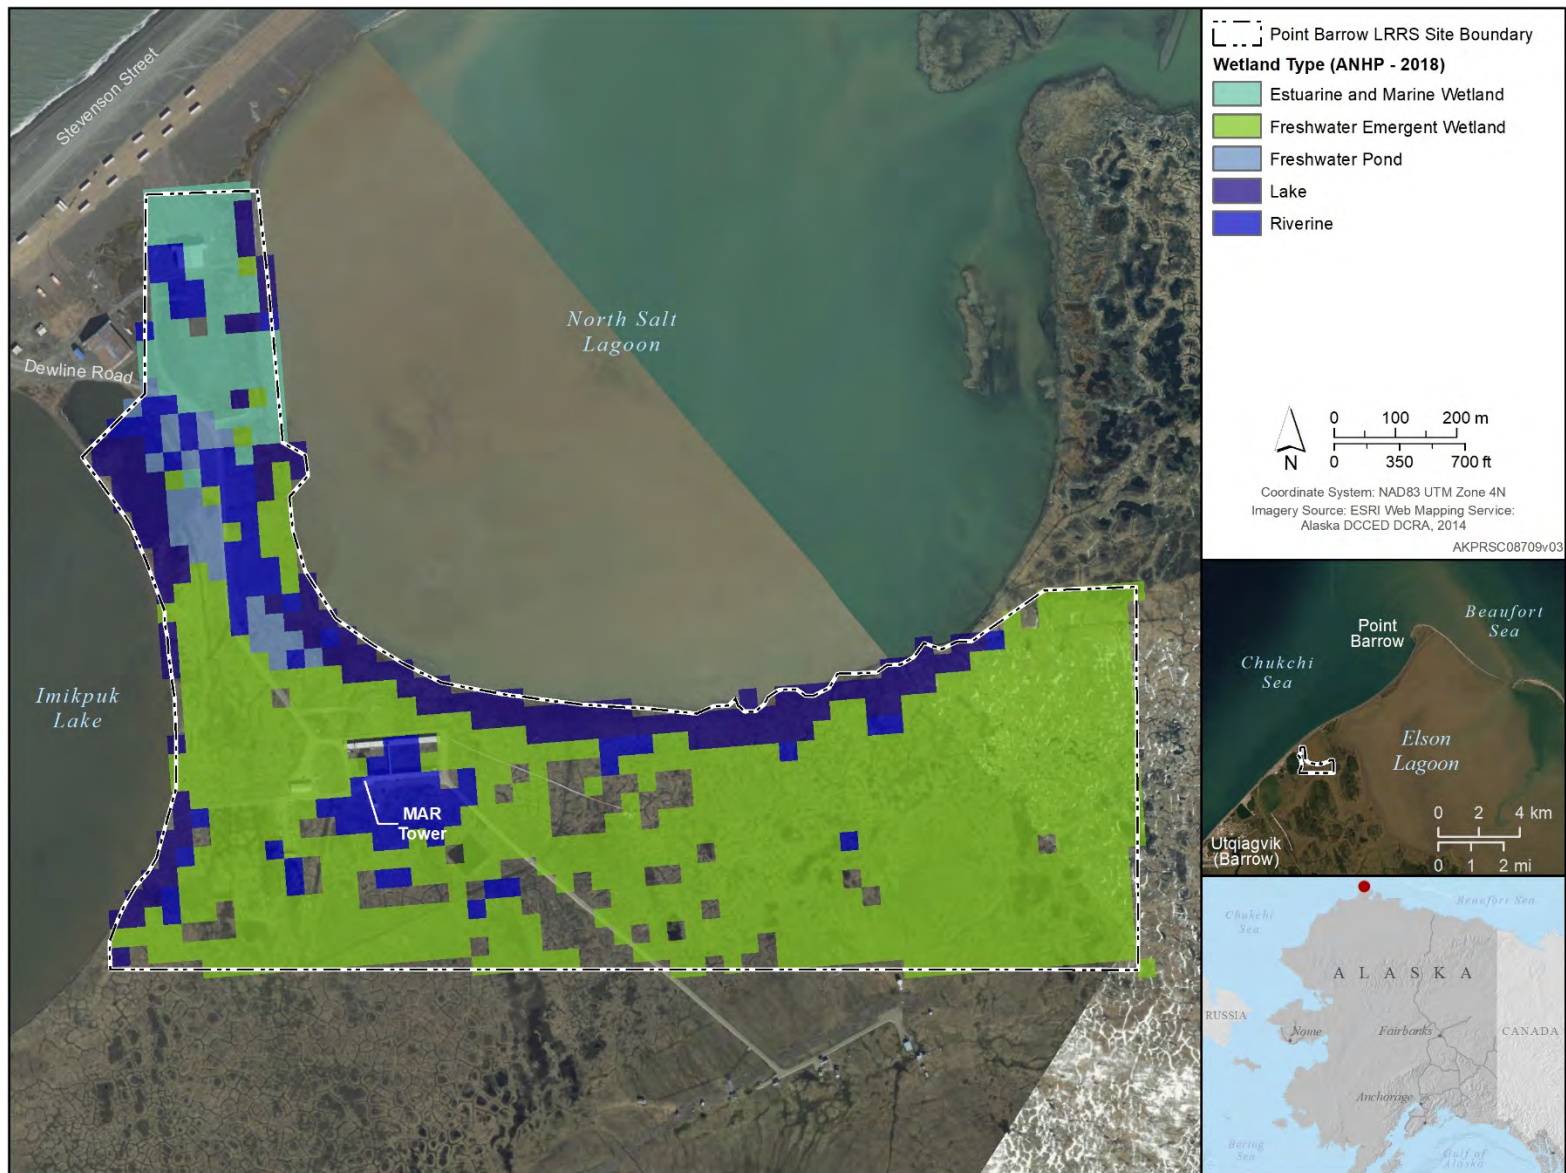 Stevenson Street
Dewline Road
North Salt
Lagoon
Imikpuk
Lake
MAR
Tower
Point Barrow LRRS Site Boundary
Wetland Type (ANHP - 2018)
Estuarine and Marine Wetland
Freshwater Emergent Wetland
Freshwater Pond
Lake
Riverine
N
0 100 200 m
0 350 700 ft
Coordinate System: NAD83 UTM Zone 4N
Imagery Source: ESRI Web Mapping Service:
Alaska DCCED DCRA, 2014
AKPRSC08709v03
Point
Barrow
Beaufort
Sea
Chukchi
Sea
Elson
Lagoon
Utqiagvik
(Barrow)
0 2 4 km
0 1 2 mi
Chukchi
Sea
Beaufort Sea
ALASKA
RUSSIA
Nome
Fairbanks
CANADA
Anchorage
Bering
Sea
Gulf of
Alaska